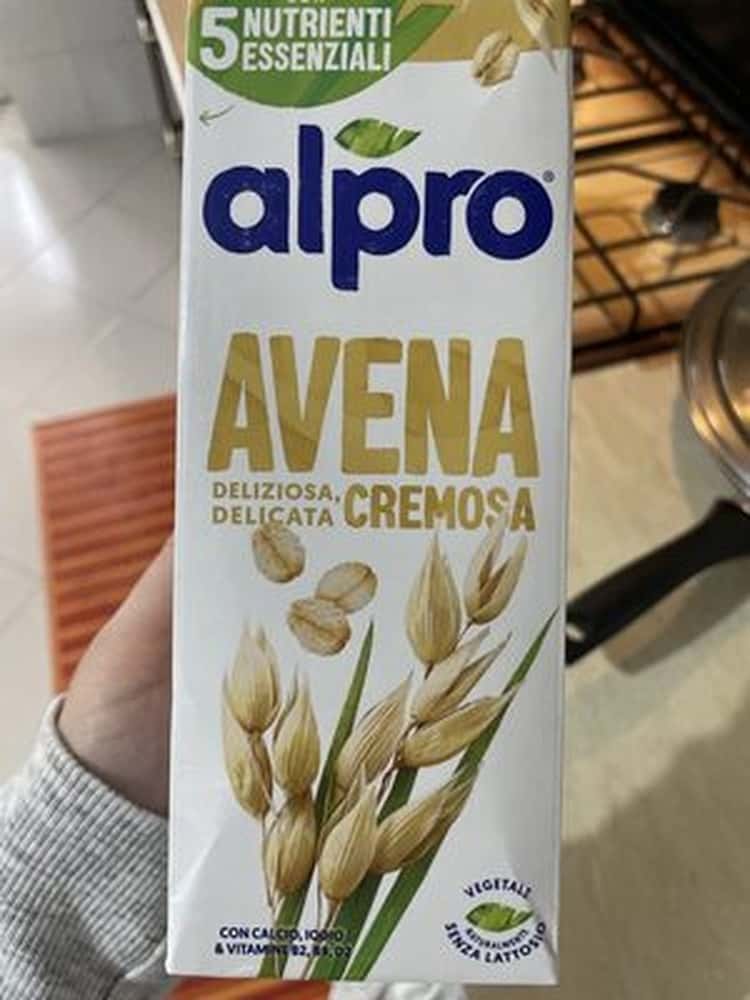 5 NUTRIENTI
ESSENZIALI
alpro®
AVENA
DELIZIOSA,
DELICATA CREMOSA
CON CALCIO, IODIO
& VITAMINE B2, B12, D2
VEGETALE
NATURALMENTE
SENZA LATTOSIO